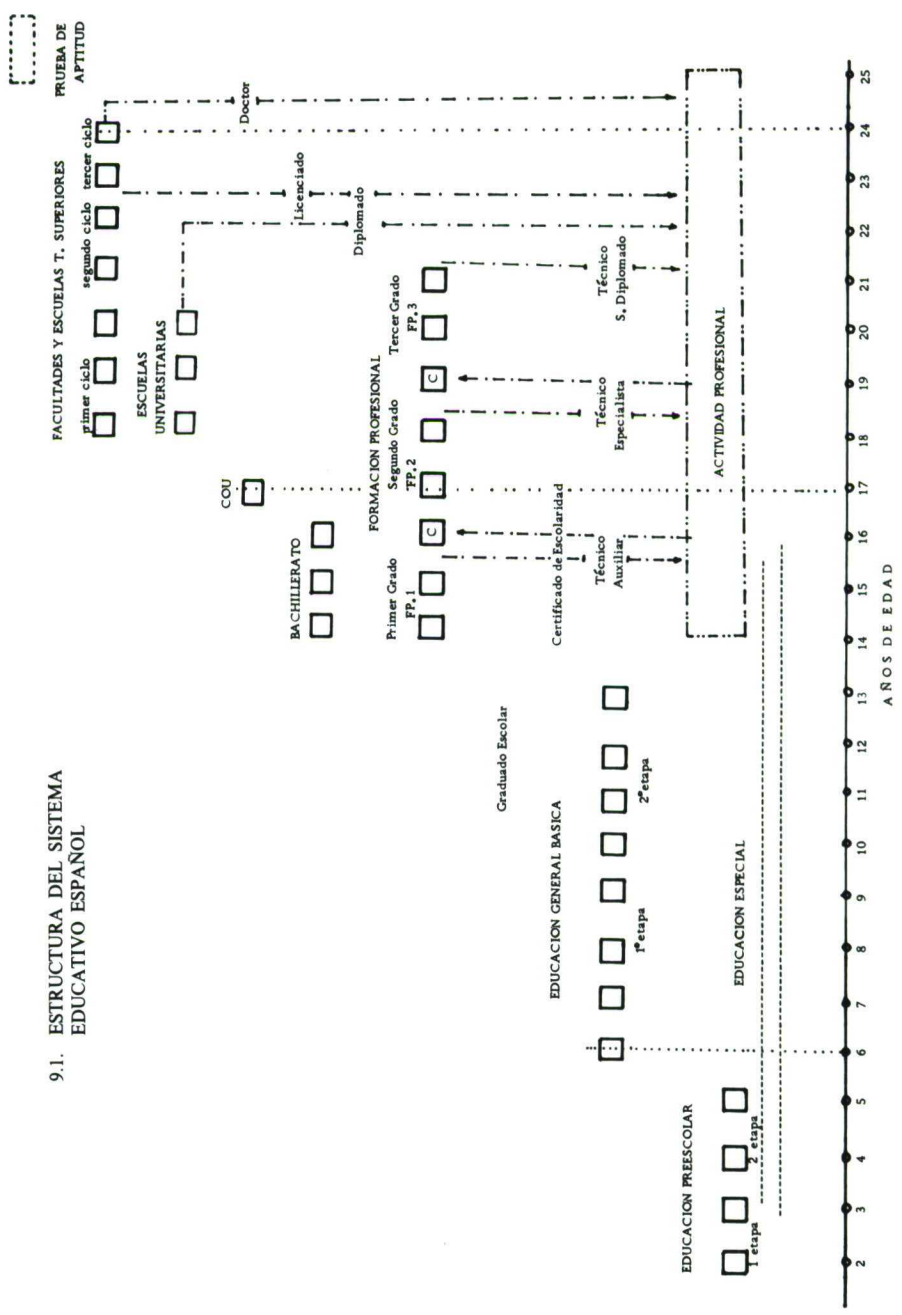 9.1. ESTRUCTURA DEL SISTEMA
EDUCATIVO ESPAÑOL
PRUEBA DE
APTITUD
FACULTADES Y ESCUELAS T. SUPERIORES
primer ciclo
segundo ciclo
tercer ciclo
ESCUELAS
UNIVERSITARIAS
Doctor
Licenciado
Diplomado
COU
BACHILLERATO
FORMACION PROFESIONAL
Primer Grado
FP.1
Segundo Grado
FP.2
Tercer Grado
FP.3
C
C
Graduado Escolar
Certificado de Escolaridad
Técnico
Auxiliar
Técnico
Especialista
Técnico
S. Diplomado
EDUCACION GENERAL BASICA
1ª etapa
2ª etapa
ACTIVIDAD PROFESIONAL
EDUCACION PREESCOLAR
1 etapa
2 etapa
EDUCACION ESPECIAL
2 3 4 5 6 7 8 9 10 11 12 13 14 15 16 17 18 19 20 21 22 23 24 25
AÑOS DE EDAD